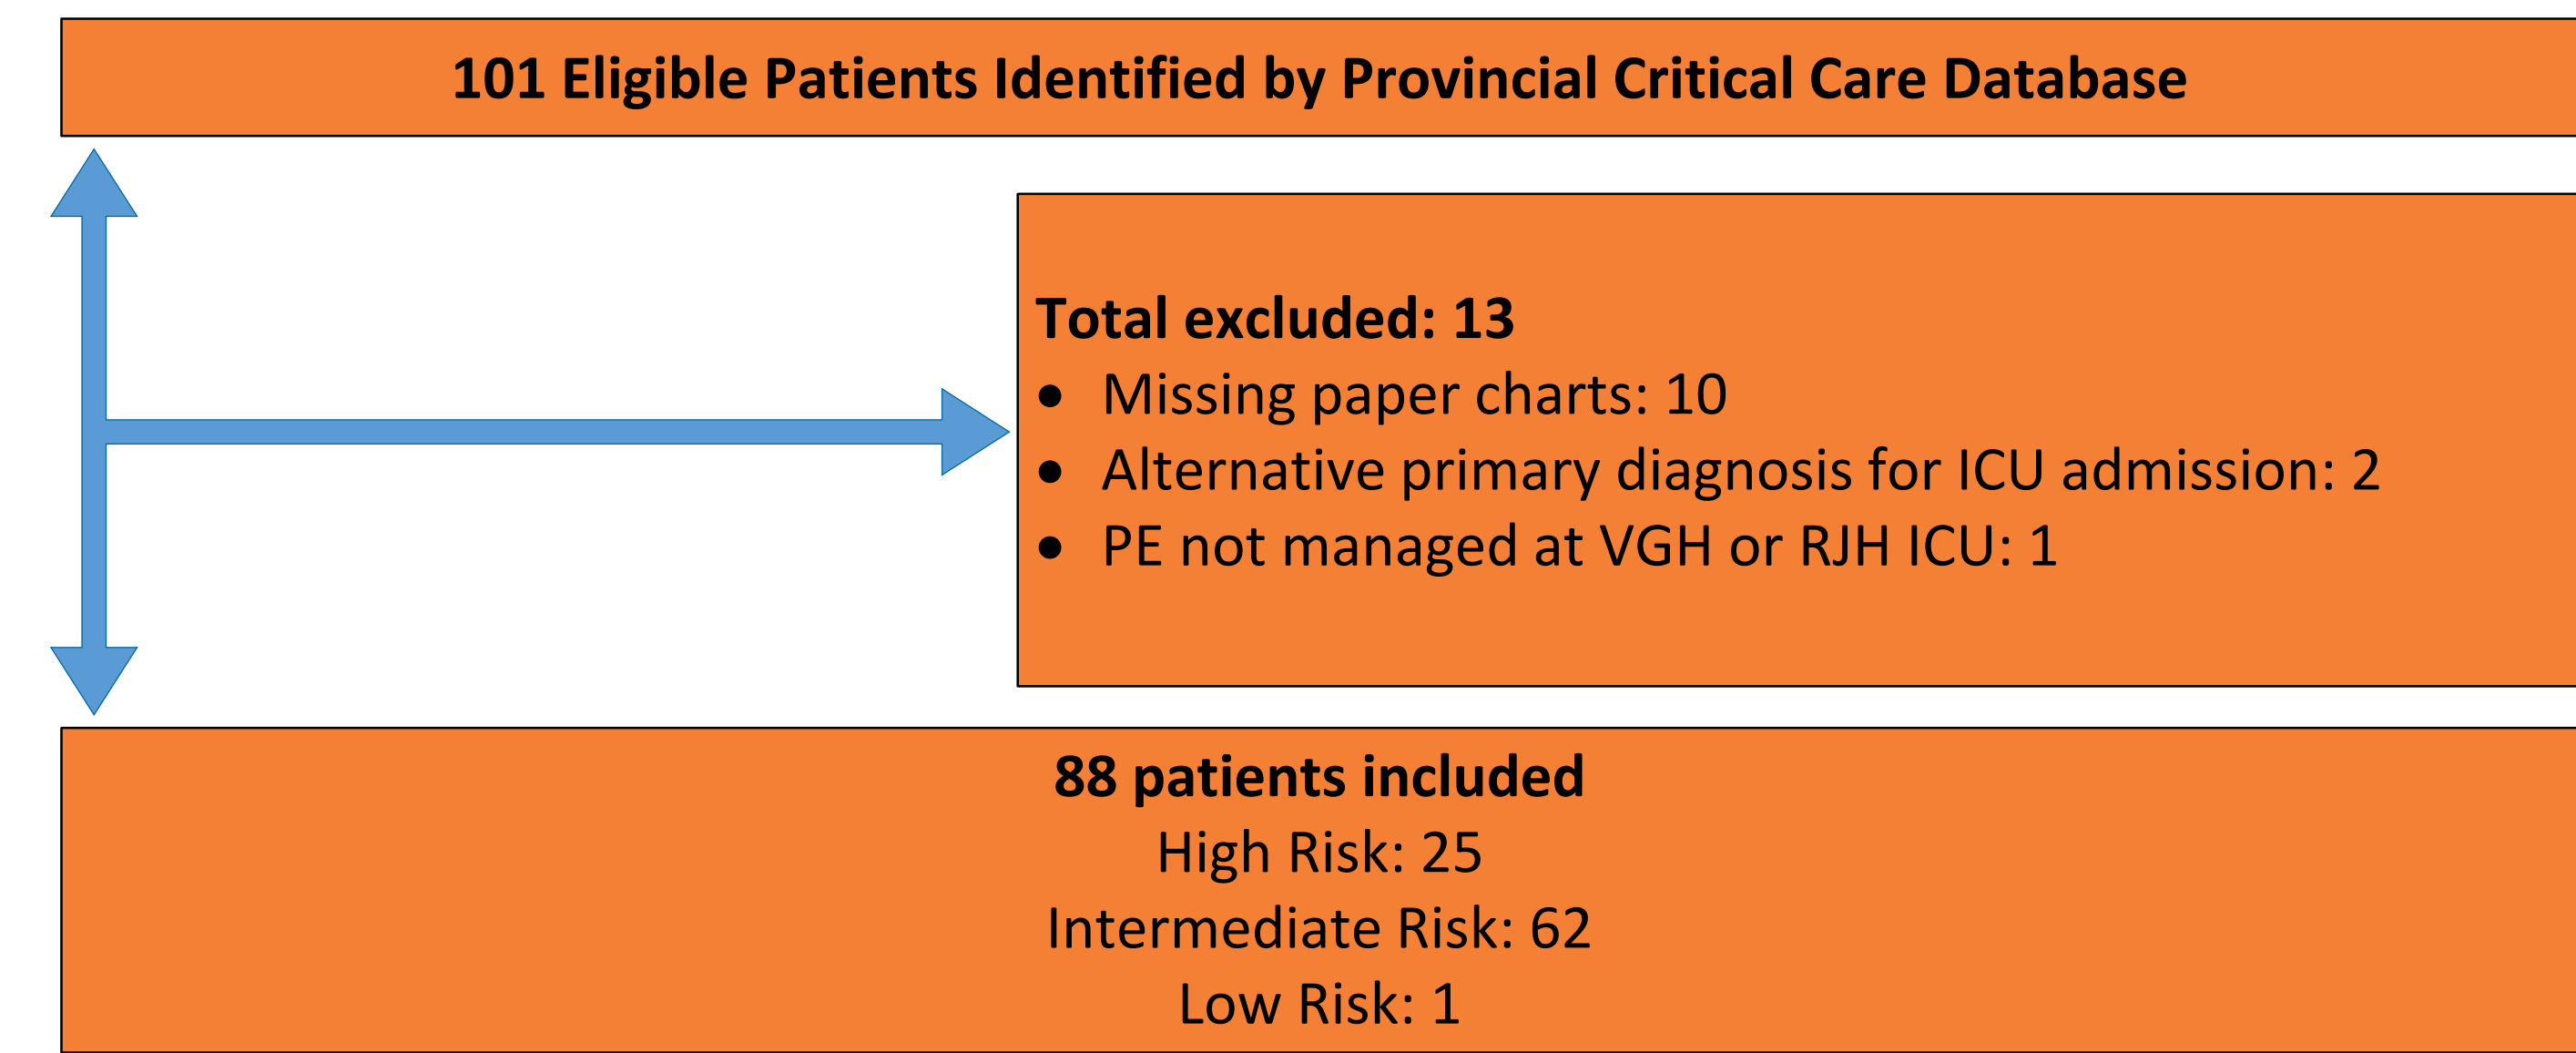 101 Eligible Patients Identified by Provincial Critical Care Database
Total excluded: 13
● Missing paper charts: 10
● Alternative primary diagnosis for ICU admission: 2
● PE not managed at VGH or RJH ICU: 1
88 patients included
High Risk: 25
Intermediate Risk: 62
Low Risk: 1